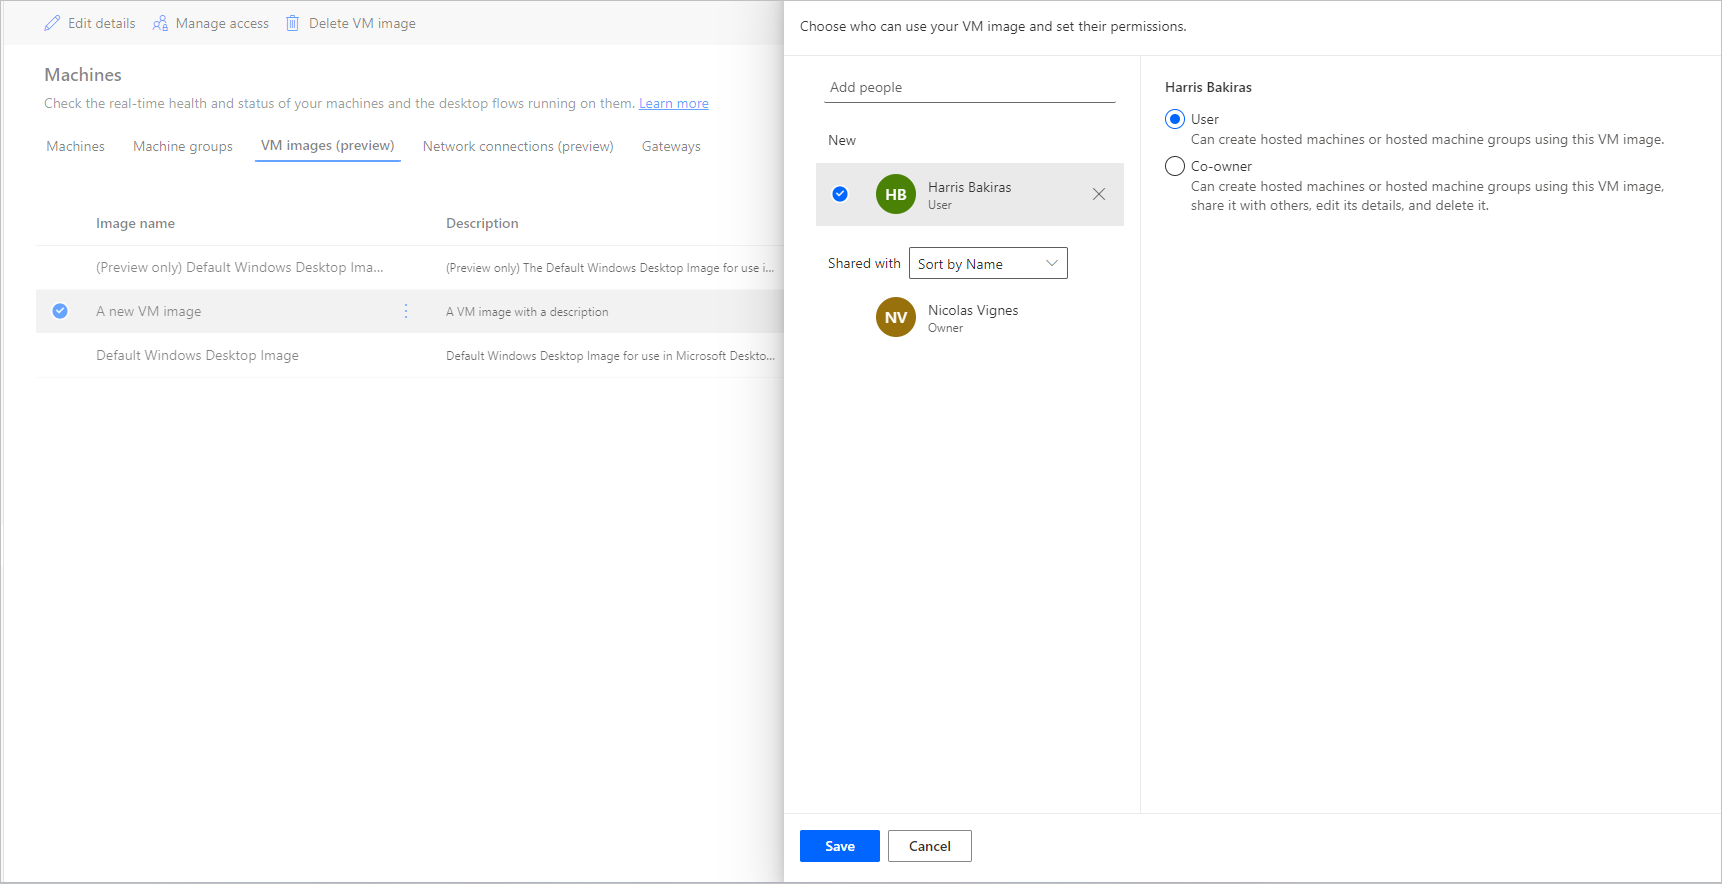 Edit details Manage access Delete VM image
Machines
Check the real-time health and status of your machines and the desktop flows running on them. Learn more
Machines Machine groups VM images (preview) Network connections (preview) Gateways
Image name Description
(Preview only) Default Windows Desktop Ima... (Preview only) The Default Windows Desktop Image for use i...
A new VM image A VM image with a description
Default Windows Desktop Image Default Windows Desktop Image for use in Microsoft Deskto...
Choose who can use your VM image and set their permissions.
Add people
New
HB Harris Bakiras
User
Shared with Sort by Name
NV Nicolas Vignes
Owner
Harris Bakiras
User
Can create hosted machines or hosted machine groups using this VM image.
Co-owner
Can create hosted machines or hosted machine groups using this VM image,
share it with others, edit its details, and delete it.
Save Cancel